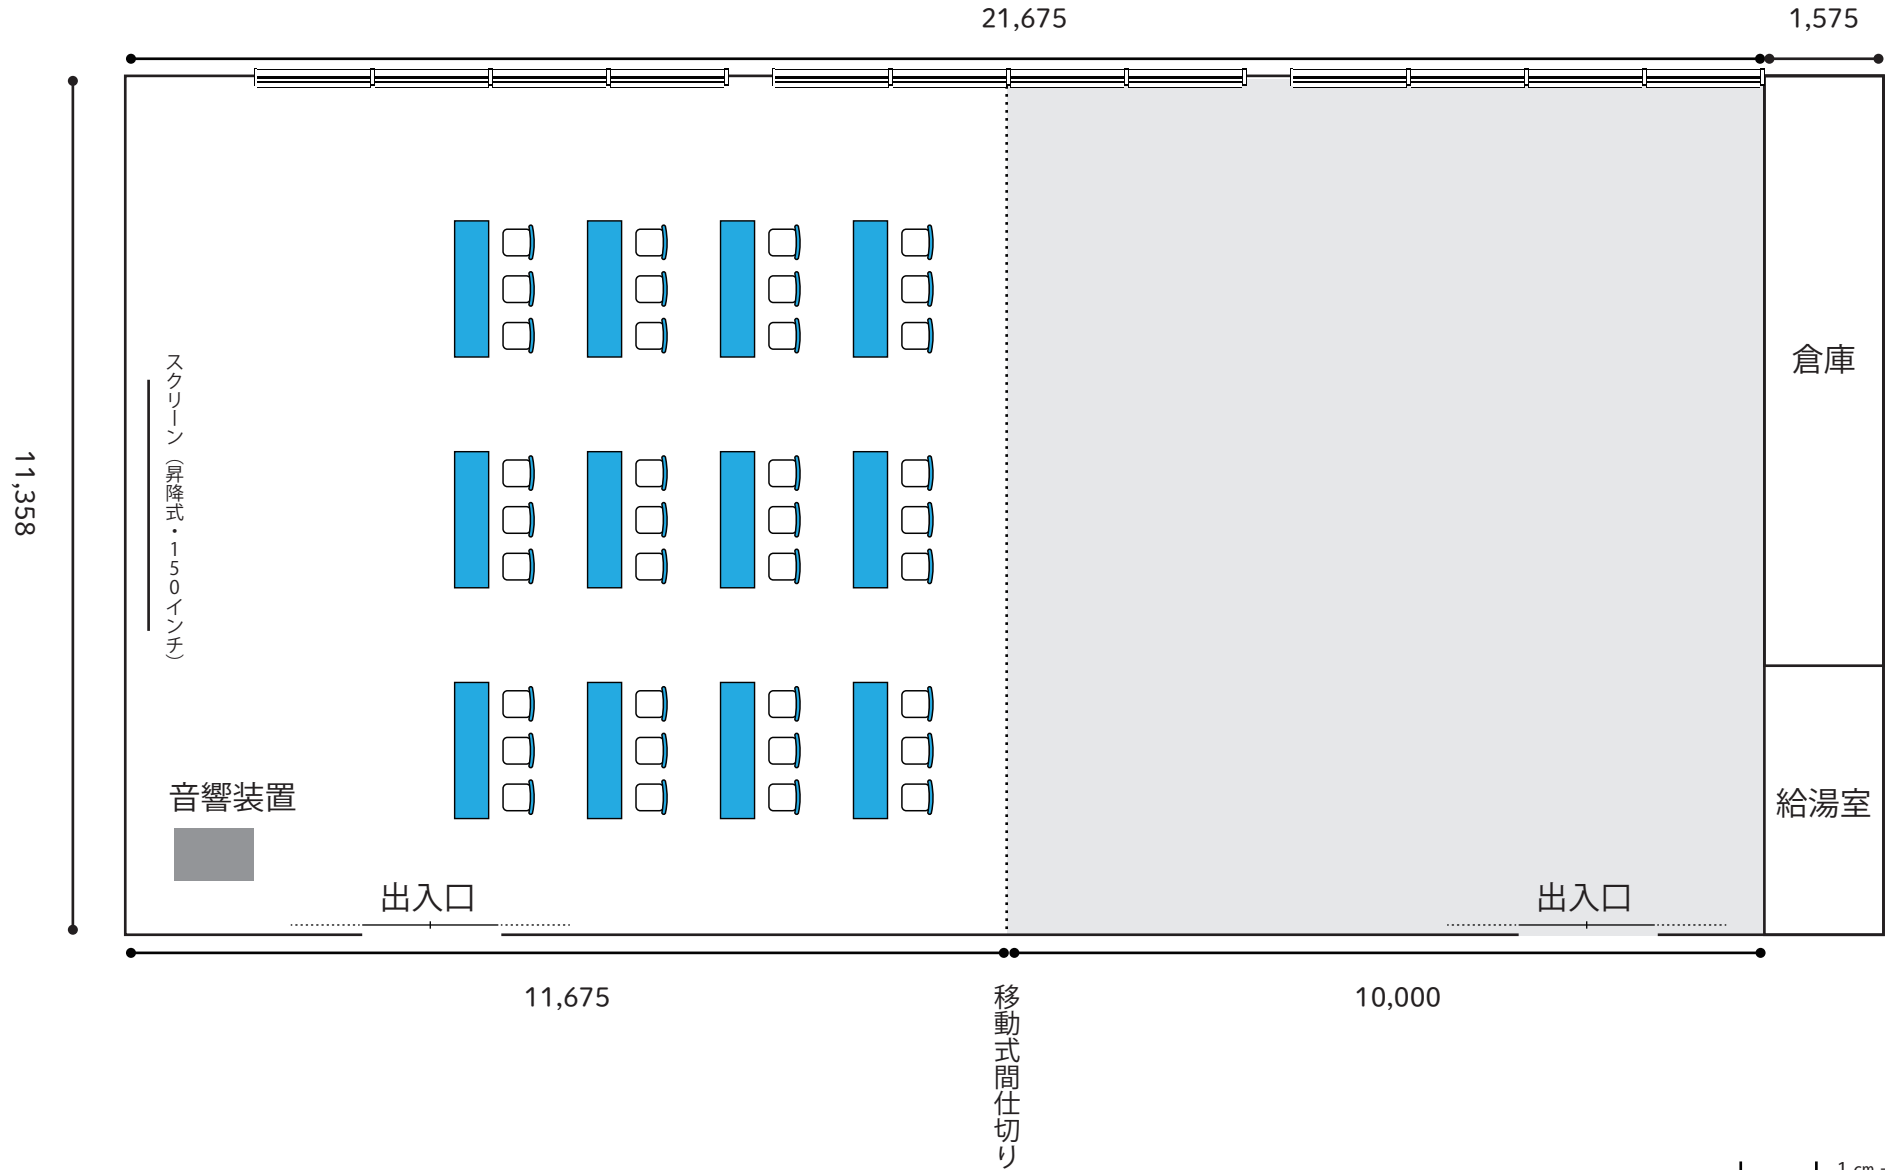 21,675
1,575
11,358
スクリーン（昇降式・150インチ）
倉庫
音響装置
給湯室
出入口
出入口
11,675
10,000
移動式間仕切り
1 cm